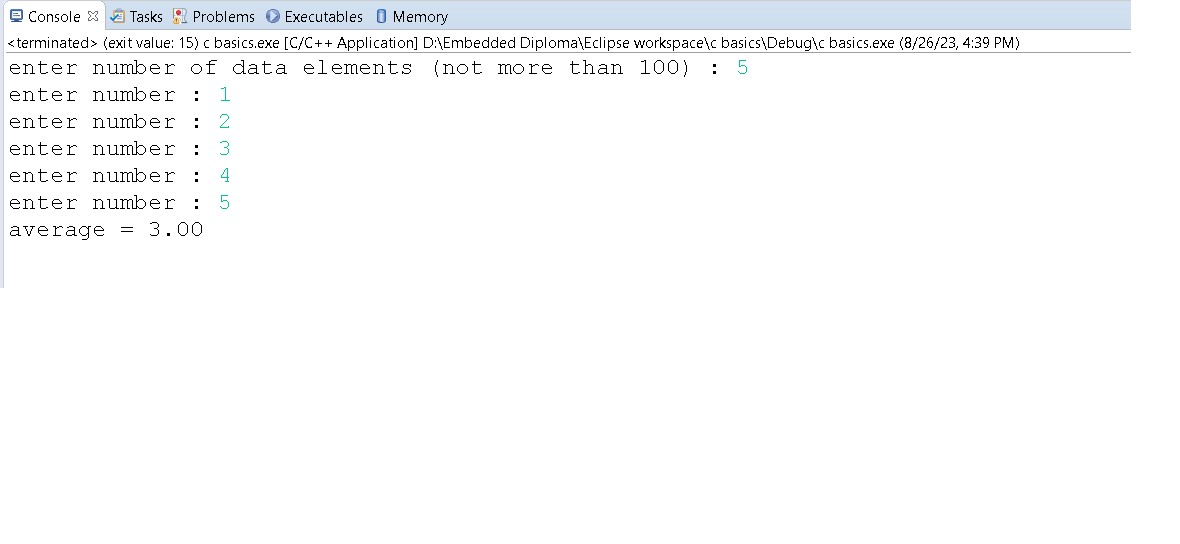 Console Tasks Problems Executables Memory
<terminated> (exit value: 15) c basics.exe [C/C++ Application] D:\Embedded Diploma\Eclipse workspace\c basics\Debug\c basics.exe (8/26/23, 4:39 PM)
enter number of data elements (not more than 100) : 5
enter number : 1
enter number : 2
enter number : 3
enter number : 4
enter number : 5
average = 3.00